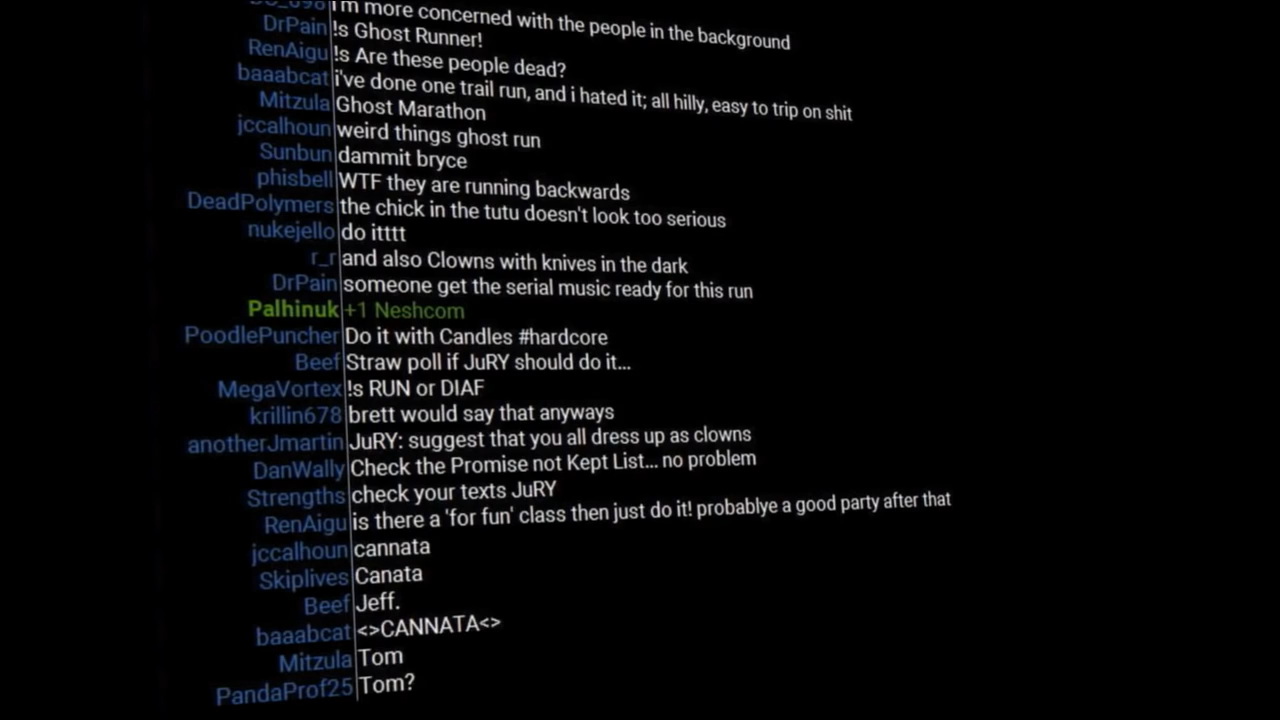 DC_898 I'm more concerned with the people in the background
DrPain !s Ghost Runner!
RenAigu !s Are these people dead?
baaabcat i've done one trail run, and i hated it; all hilly, easy to trip on shit
Mitzula Ghost Marathon
jccalhoun weird things ghost run
Sunbun dammit bryce
phisbell WTF they are running backwards
DeadPolymers the chick in the tutu doesn't look too serious
nukejello do itttt
r_r and also Clowns with knives in the dark
DrPain someone get the serial music ready for this run
Palhinuk +1 Neshcom
PoodlePuncher Do it with Candles #hardcore
Beef Straw poll if JuRY should do it...
MegaVortex !s RUN or DIAF
krillin678 brett would say that anyways
anotherJmartin JuRY: suggest that you all dress up as clowns
DanWally Check the Promise not Kept List... no problem
Strengths check your texts JuRY
RenAigu is there a 'for fun' class then just do it! probablye a good party after that
jccalhoun cannata
Skiplives Canata
Beef Jeff.
baaabcat <>CANNATA<>
Mitzula Tom
PandaProf25 Tom?